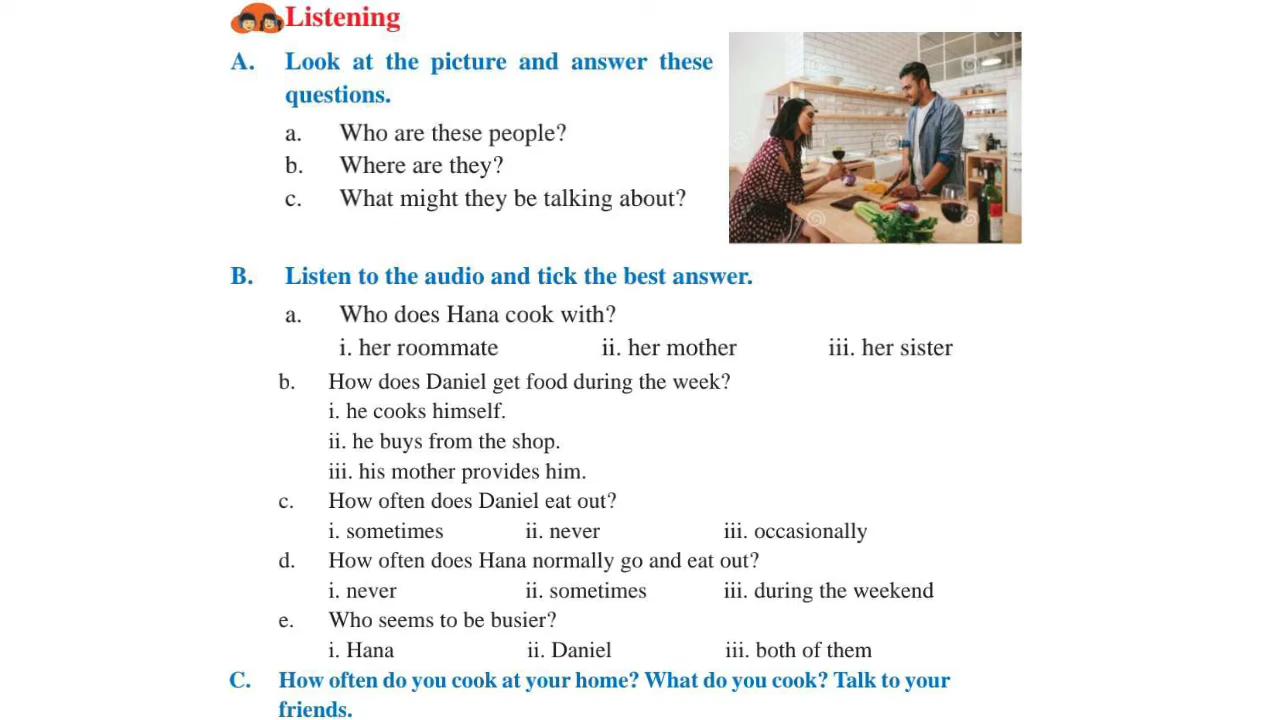 Listening
A. Look at the picture and answer these
questions.
a. Who are these people?
b. Where are they?
c. What might they be talking about?
B. Listen to the audio and tick the best answer.
a. Who does Hana cook with?
i. her roommate ii. her mother iii. her sister
b. How does Daniel get food during the week?
i. he cooks himself.
ii. he buys from the shop.
iii. his mother provides him.
c. How often does Daniel eat out?
i. sometimes ii. never iii. occasionally
d. How often does Hana normally go and eat out?
i. never ii. sometimes iii. during the weekend
e. Who seems to be busier?
i. Hana ii. Daniel iii. both of them
C. How often do you cook at your home? What do you cook? Talk to your
friends.